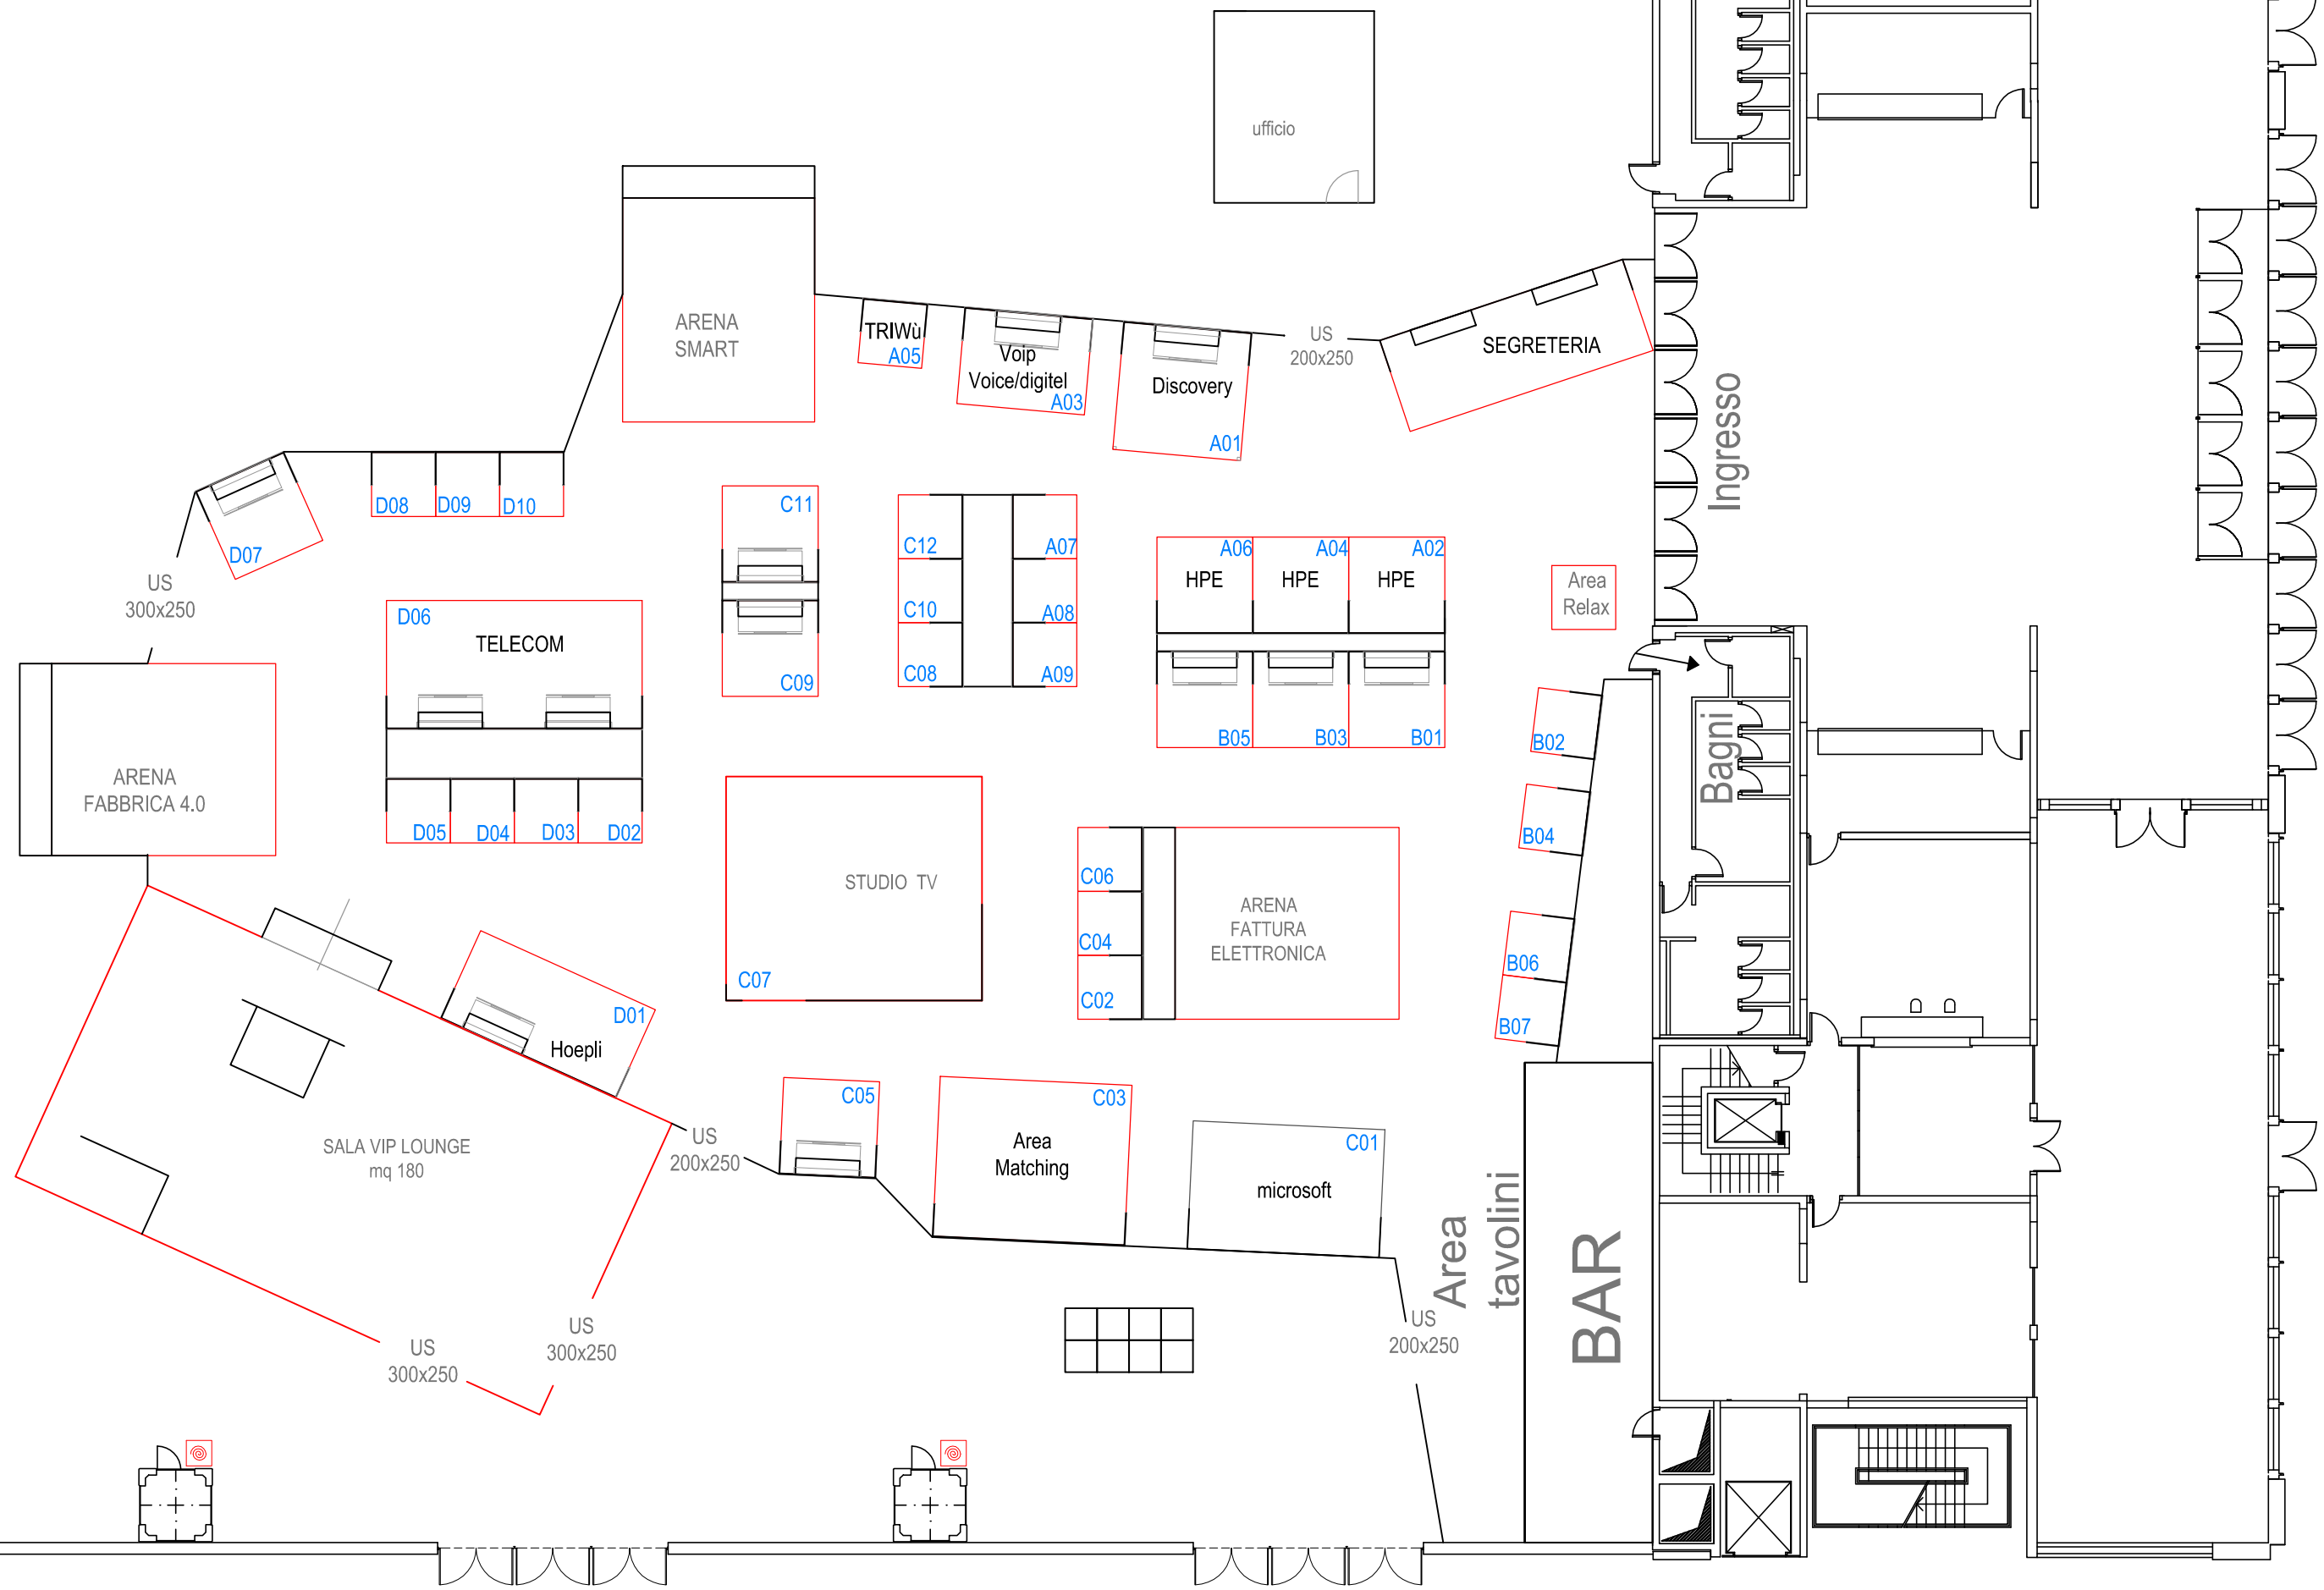 ufficio
ARENA
SMART
TRIWù
A05
Voip
Voice/digitel
A03
Discovery
A01
US
200x250
SEGRETERIA
Ingresso
D07
D08
D09
D10
C11
C09
C12
C10
C08
A07
A08
A09
A06
HPE
A04
HPE
A02
HPE
B05
B03
B01
Area
Relax
US
300x250
D06
TELECOM
D05
D04
D03
D02
ARENA
FABBRICA 4.0
STUDIO TV
C07
C06
C04
C02
ARENA
FATTURA
ELETTRONICA
B02
B04
B06
B07
Bagni
D01
Hoepli
SALA VIP LOUNGE
mq 180
US
200x250
C05
C03
Area
Matching
C01
microsoft
Area
tavolini
BAR
US
300x250
US
300x250
US
200x250